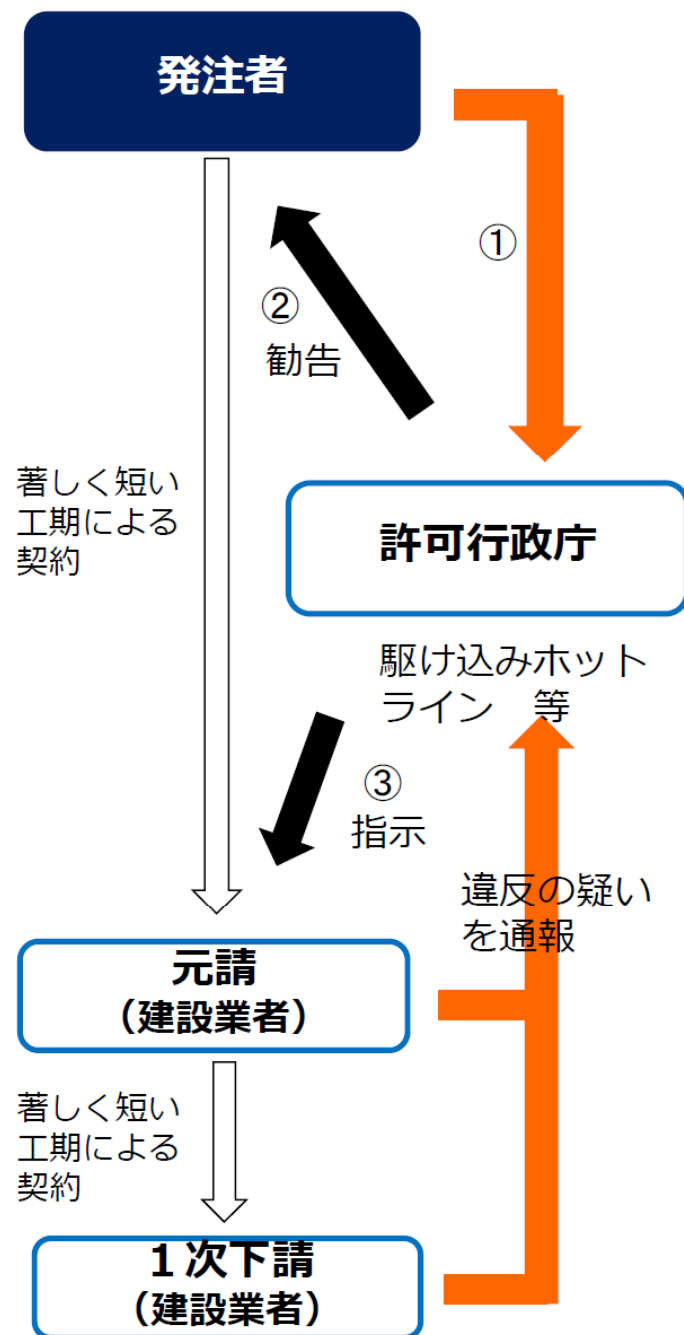 発注者
①
②
勧告
著しく短い
工期による
契約
許可行政庁
駆け込みホット
ライン　等
③
指示
違反の疑い
を通報
元請
（建設業者）
著しく短い
工期による
契約
１次下請
（建設業者）